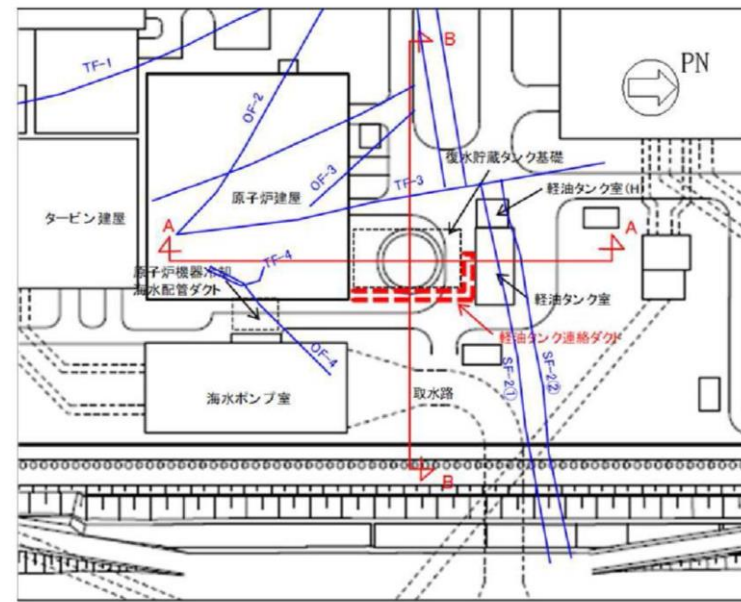 B
TF-1
PN
OF-2
復水貯蔵タンク基礎
OF-3
原子炉建屋
TF-3
軽油タンク室(H)
タービン建屋
A
A
TF-4
原子炉機器冷却
海水配管ダクト
軽油タンク室
軽油タンク連絡ダクト
OF-4
SF-2①
SF-2②
海水ポンプ室
取水路
B